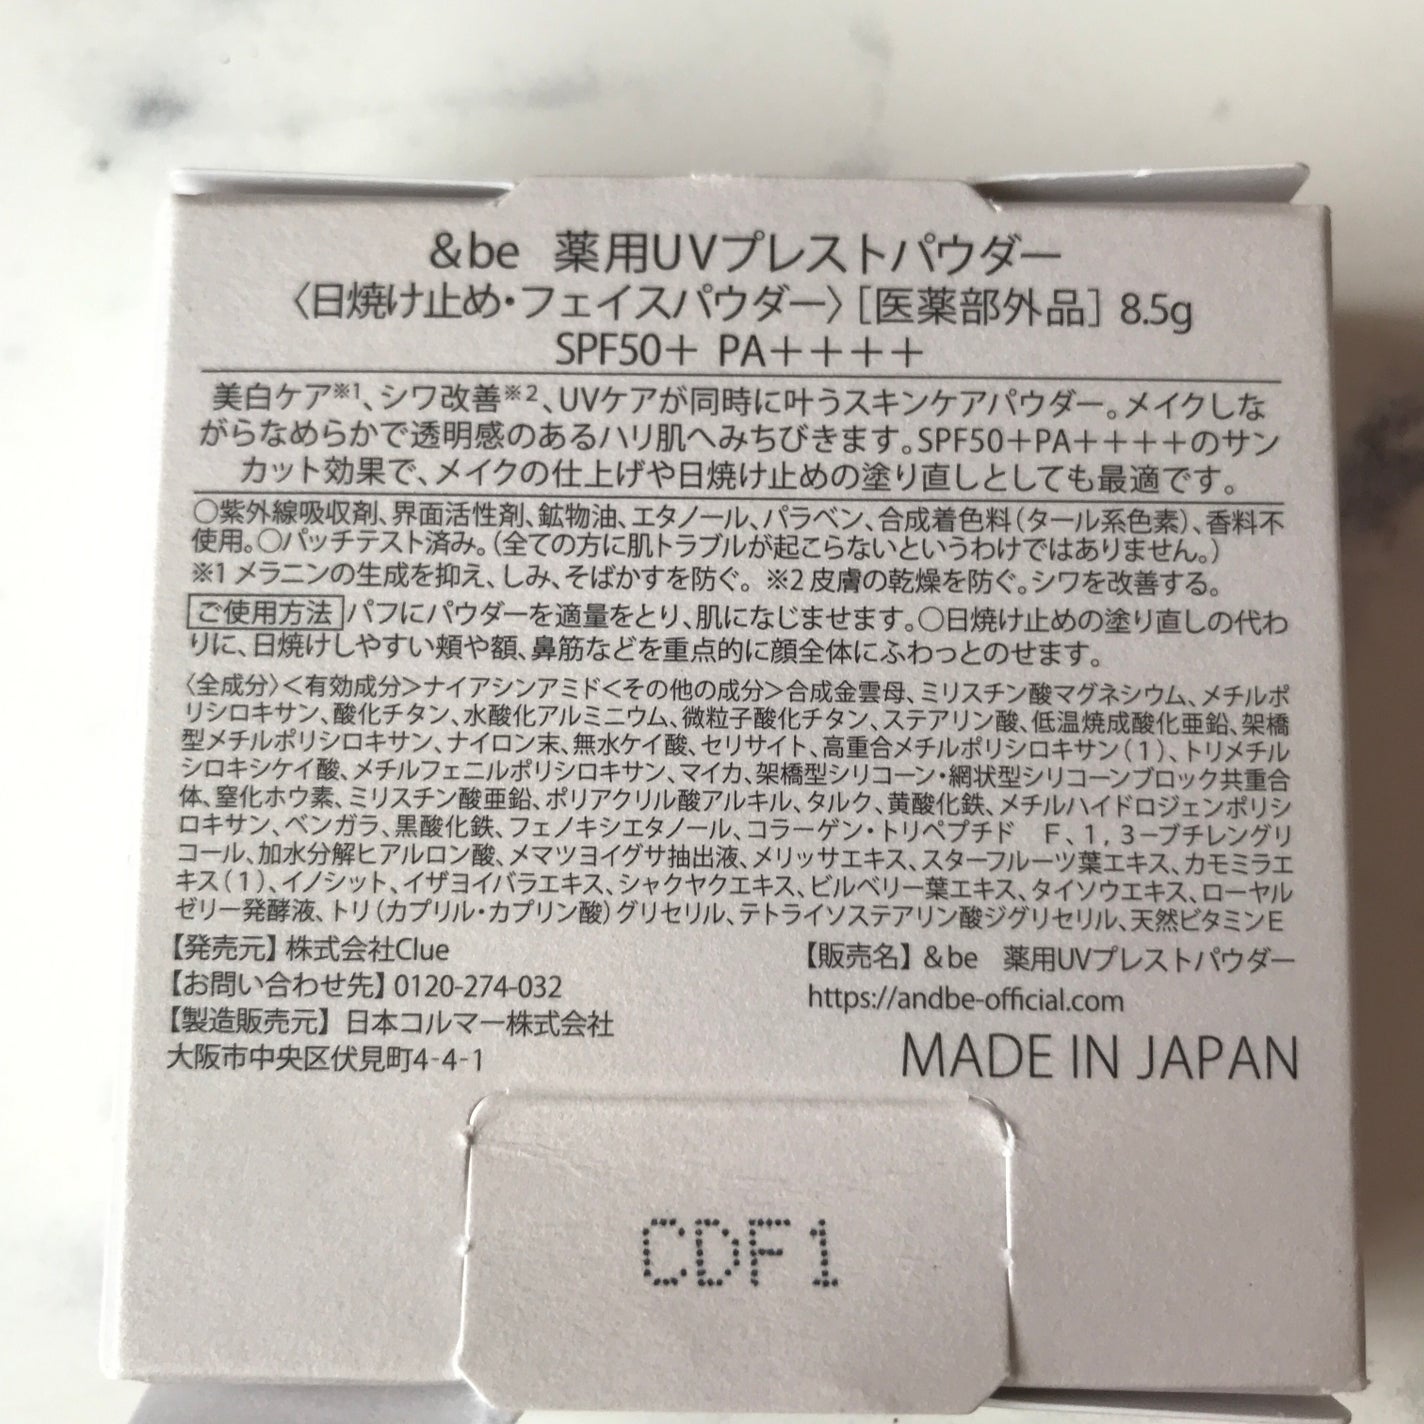 &be 薬用UVプレストパウダー
〈日焼け止め・フェイスパウダー〉[医薬部外品] 8.5g
SPF50＋ PA＋＋＋＋
美白ケア※1、シワ改善※2、UVケアが同時に叶うスキンケアパウダー。メイクしな
がらなめらかで透明感のあるハリ肌へみちびきます。SPF50＋PA＋＋＋＋のサン
カット効果で、メイクの仕上げや日焼け止めの塗り直しとしても最適です。
○紫外線吸収剤、界面活性剤、鉱物油、エタノール、パラベン、合成着色料（タール系色素）、香料不
使用。○パッチテスト済み。（全ての方に肌トラブルが起こらないというわけではありません。）
※1 メラニンの生成を抑え、しみ、そばかすを防ぐ。 ※2 皮膚の乾燥を防ぐ。シワを改善する。
ご使用方法 パフにパウダーを適量をとり、肌になじませます。○日焼け止めの塗り直しの代わ
りに、日焼けしやすい頬や額、鼻筋などを重点的に顔全体にふわっとのせます。
〈全成分〉＜有効成分＞ナイアシンアミド＜その他の成分＞合成金雲母、ミリスチン酸マグネシウム、メチルポ
リシロキサン、酸化チタン、水酸化アルミニウム、微粒子酸化チタン、ステアリン酸、低温焼成酸化亜鉛、架橋
型メチルポリシロキサン、ナイロン末、無水ケイ酸、セリサイト、高重合メチルポリシロキサン（1）、トリメチル
シロキシケイ酸、メチルフェニルポリシロキサン、マイカ、架橋型シリコーン・網状型シリコーンブロック共重合
体、窒化ホウ素、ミリスチン酸亜鉛、ポリアクリル酸アルキル、タルク、黄酸化鉄、メチルハイドロジェンポリシ
ロキサン、ベンガラ、黒酸化鉄、フェノキシエタノール、コラーゲン・トリペプチド F、1，3－ブチレングリ
コール、加水分解ヒアルロン酸、メマツヨイグサ抽出液、メリッサエキス、スターフルーツ葉エキス、カモミラエ
キス（1）、イノシット、イザヨイバラエキス、シャクヤクエキス、ビルベリー葉エキス、タイソウエキス、ローヤル
ゼリー発酵液、トリ（カプリル・カプリン酸）グリセリル、テトライソステアリン酸ジグリセリル、天然ビタミンE
【発売元】 株式会社Clue
【お問い合わせ先】 0120-274-032
【製造販売元】 日本コルマー株式会社
大阪市中央区伏見町4-4-1
【販売名】 &be 薬用UVプレストパウダー
https://andbe-official.com
MADE IN JAPAN
CDF1